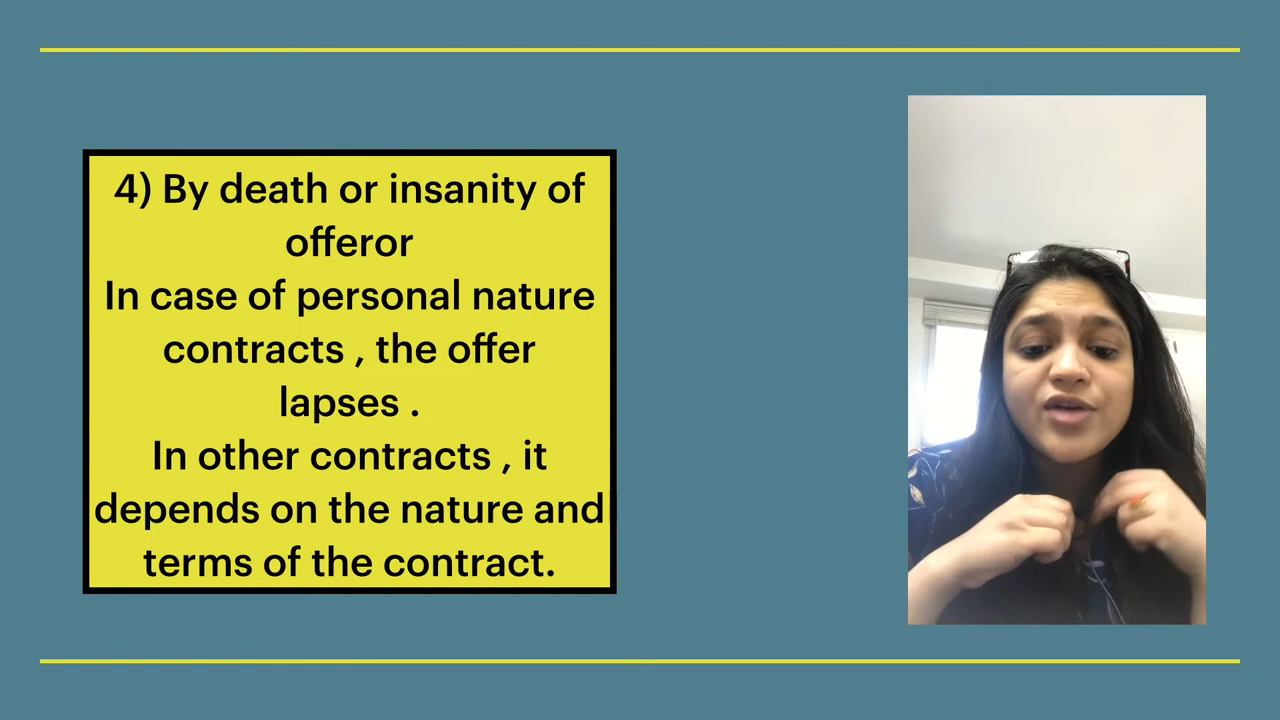 4) By death or insanity of
offeror
In case of personal nature
contracts , the offer
lapses .
In other contracts , it
depends on the nature and
terms of the contract.